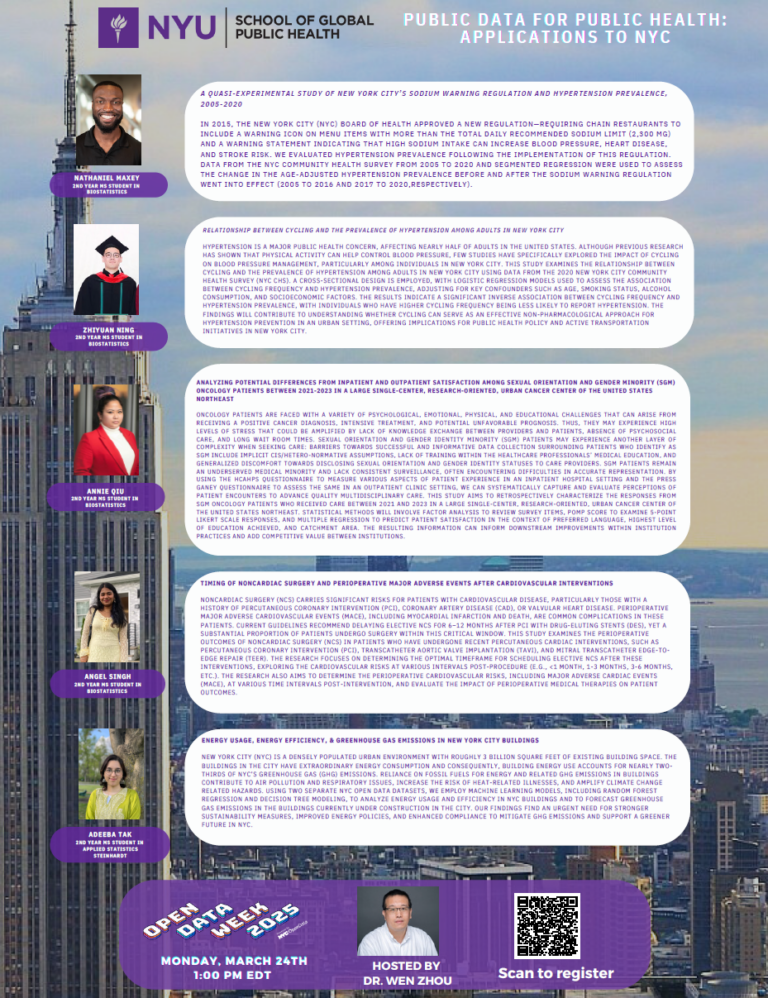 NYU
SCHOOL OF GLOBAL
PUBLIC HEALTH
PUBLIC DATA FOR PUBLIC HEALTH:
APPLICATIONS TO NYC
A QUASI-EXPERIMENTAL STUDY OF NEW YORK CITY'S SODIUM WARNING REGULATION AND HYPERTENSION PREVALENCE,
2005-2020
IN 2015, THE NEW YORK CITY (NYC) BOARD OF HEALTH APPROVED A NEW REGULATION—REQUIRING CHAIN RESTAURANTS TO
INCLUDE A WARNING ICON ON MENU ITEMS WITH MORE THAN THE TOTAL DAILY RECOMMENDED SODIUM LIMIT (2,300 MG)
AND A WARNING STATEMENT INDICATING THAT HIGH SODIUM INTAKE CAN INCREASE BLOOD PRESSURE, HEART DISEASE,
AND STROKE RISK. WE EVALUATED HYPERTENSION PREVALENCE FOLLOWING THE IMPLEMENTATION OF THIS REGULATION.
DATA FROM THE NYC COMMUNITY HEALTH SURVEY FROM 2005 TO 2020 AND SEGMENTED REGRESSION WERE USED TO ASSESS
THE CHANGE IN THE AGE-ADJUSTED HYPERTENSION PREVALENCE BEFORE AND AFTER THE SODIUM WARNING REGULATION
WENT INTO EFFECT (2005 TO 2016 AND 2017 TO 2020,RESPECTIVELY).
NATHANIEL MAXEY
2ND YEAR MS STUDENT IN
BIOSTATISTICS
RELATIONSHIP BETWEEN CYCLING AND THE PREVALENCE OF HYPERTENSION AMONG ADULTS IN NEW YORK CITY
HYPERTENSION IS A MAJOR PUBLIC HEALTH CONCERN, AFFECTING NEARLY HALF OF ADULTS IN THE UNITED STATES. ALTHOUGH PREVIOUS RESEARCH
HAS SHOWN THAT PHYSICAL ACTIVITY CAN HELP CONTROL BLOOD PRESSURE, FEW STUDIES HAVE SPECIFICALLY EXPLORED THE IMPACT OF CYCLING
ON BLOOD PRESSURE MANAGEMENT, PARTICULARLY AMONG INDIVIDUALS IN NEW YORK CITY. THIS STUDY EXAMINES THE RELATIONSHIP BETWEEN
CYCLING AND THE PREVALENCE OF HYPERTENSION AMONG ADULTS IN NEW YORK CITY USING DATA FROM THE 2020 NEW YORK CITY COMMUNITY
HEALTH SURVEY (NYC CHS). A CROSS-SECTIONAL DESIGN IS EMPLOYED, WITH LOGISTIC REGRESSION MODELS USED TO ASSESS THE ASSOCIATION
BETWEEN CYCLING FREQUENCY AND HYPERTENSION PREVALENCE, ADJUSTING FOR KEY CONFOUNDERS SUCH AS AGE, SMOKING STATUS, ALCOHOL
CONSUMPTION, AND SOCIOECONOMIC FACTORS. THE RESULTS INDICATE A SIGNIFICANT INVERSE ASSOCIATION BETWEEN CYCLING FREQUENCY AND
HYPERTENSION PREVALENCE, WITH INDIVIDUALS WHO HAVE HIGHER CYCLING FREQUENCY BEING LESS LIKELY TO REPORT HYPERTENSION. THE
FINDINGS WILL CONTRIBUTE TO UNDERSTANDING WHETHER CYCLING CAN SERVE AS AN EFFECTIVE NON-PHARMACOLOGICAL APPROACH FOR
HYPERTENSION PREVENTION IN AN URBAN SETTING, OFFERING IMPLICATIONS FOR PUBLIC HEALTH POLICY AND ACTIVE TRANSPORTATION
INITIATIVES IN NEW YORK CITY.
ZHIYUAN NING
2ND YEAR MS STUDENT IN
BIOSTATISTICS
ANALYZING POTENTIAL DIFFERENCES FROM INPATIENT AND OUTPATIENT SATISFACTION AMONG SEXUAL ORIENTATION AND GENDER MINORITY (SGM)
ONCOLOGY PATIENTS BETWEEN 2021-2023 IN A LARGE SINGLE-CENTER, RESEARCH-ORIENTED, URBAN CANCER CENTER OF THE UNITED STATES
NORTHEAST
ONCOLOGY PATIENTS ARE FACED WITH A VARIETY OF PSYCHOLOGICAL, EMOTIONAL, PHYSICAL, AND EDUCATIONAL CHALLENGES THAT CAN ARISE FROM
RECEIVING A POSITIVE CANCER DIAGNOSIS, INTENSIVE TREATMENT, AND POTENTIAL UNFAVORABLE PROGNOSIS. THUS, THEY MAY EXPERIENCE HIGH
LEVELS OF STRESS THAT COULD BE AMPLIFIED BY LACK OF KNOWLEDGE EXCHANGE BETWEEN PROVIDERS AND PATIENTS, ABSENCE OF PSYCHOSOCIAL
CARE, AND LONG WAIT ROOM TIMES. SEXUAL ORIENTATION AND GENDER IDENTITY MINORITY (SGM) PATIENTS MAY EXPERIENCE ANOTHER LAYER OF
COMPLEXITY WHEN SEEKING CARE: BARRIERS TOWARDS SUCCESSFUL AND INFORMATIVE DATA COLLECTION SURROUNDING PATIENTS WHO IDENTIFY AS
SGM INCLUDE IMPLICIT CIS/HETERO-NORMATIVE ASSUMPTIONS, LACK OF TRAINING WITHIN THE HEALTHCARE PROFESSIONALS' MEDICAL EDUCATION, AND
GENERALIZED DISCOMFORT TOWARDS DISCLOSING SEXUAL ORIENTATION AND GENDER IDENTITY STATUSES TO CARE PROVIDERS. SGM PATIENTS REMAIN
AN UNDERSERVED MEDICAL MINORITY AND LACK CONSISTENT SURVEILLANCE, OFTEN ENCOUNTERING DIFFICULTIES IN ACCURATE REPRESENTATION. BY
USING THE HCAHPS QUESTIONNAIRE TO MEASURE VARIOUS ASPECTS OF PATIENT EXPERIENCE IN AN INPATIENT HOSPITAL SETTING AND THE PRESS
GANEY QUESTIONNAIRE TO ASSESS THE SAME IN AN OUTPATIENT CLINIC SETTING, WE CAN SYSTEMATICALLY CAPTURE AND EVALUATE PERCEPTIONS OF
PATIENT ENCOUNTERS TO ADVANCE QUALITY MULTIDISCIPLINARY CARE. THIS STUDY AIMS TO RETROSPECTIVELY CHARACTERIZE THE RESPONSES FROM
SGM ONCOLOGY PATIENTS WHO RECEIVED CARE BETWEEN 2021 AND 2023 IN A LARGE SINGLE-CENTER, RESEARCH-ORIENTED, URBAN CANCER CENTER OF
THE UNITED STATES NORTHEAST. STATISTICAL METHODS WILL INVOLVE FACTOR ANALYSIS TO REVIEW SURVEY ITEMS, POMP SCORE TO EXAMINE 5-POINT
LIKERT SCALE RESPONSES, AND MULTIPLE REGRESSION TO PREDICT PATIENT SATISFACTION IN THE CONTEXT OF PREFERRED LANGUAGE, HIGHEST LEVEL
OF EDUCATION ACHIEVED, AND CATCHMENT AREA. THE RESULTING INFORMATION CAN INFORM DOWNSTREAM IMPROVEMENTS WITHIN INSTITUTION
PRACTICES AND ADD COMPETITIVE VALUE BETWEEN INSTITUTIONS.
ANNIE QIU
2ND YEAR MS STUDENT IN
BIOSTATISTICS
TIMING OF NONCARDIAC SURGERY AND PERIOPERATIVE MAJOR ADVERSE EVENTS AFTER CARDIOVASCULAR INTERVENTIONS
NONCARDIAC SURGERY (NCS) CARRIES SIGNIFICANT RISKS FOR PATIENTS WITH CARDIOVASCULAR DISEASE, PARTICULARLY THOSE WITH A
HISTORY OF PERCUTANEOUS CORONARY INTERVENTION (PCI), CORONARY ARTERY DISEASE (CAD), OR VALVULAR HEART DISEASE. PERIOPERATIVE
MAJOR ADVERSE CARDIOVASCULAR EVENTS (MACE), INCLUDING MYOCARDIAL INFARCTION AND DEATH, ARE COMMON COMPLICATIONS IN THESE
PATIENTS. CURRENT GUIDELINES RECOMMEND DELAYING ELECTIVE NCS FOR 6-12 MONTHS AFTER PCI WITH DRUG-ELUTING STENTS (DES), YET A
SUBSTANTIAL PROPORTION OF PATIENTS UNDERGO SURGERY WITHIN THIS CRITICAL WINDOW. THIS STUDY EXAMINES THE PERIOPERATIVE
OUTCOMES OF NONCARDIAC SURGERY (NCS) IN PATIENTS WHO HAVE UNDERGONE RECENT PERCUTANEOUS CARDIAC INTERVENTIONS, SUCH AS
PERCUTANEOUS CORONARY INTERVENTION (PCI), TRANSCATHETER AORTIC VALVE IMPLANTATION (TAVI), AND MITRAL TRANSCATHETER EDGE-TO-
EDGE REPAIR (TEER). THE RESEARCH FOCUSES ON DETERMINING THE OPTIMAL TIMEFRAME FOR SCHEDULING ELECTIVE NCS AFTER THESE
INTERVENTIONS, EXPLORING THE CARDIOVASCULAR RISKS AT VARIOUS INTERVALS POST-PROCEDURE (E.G., <1 MONTH, 1-3 MONTHS, 3-6 MONTHS,
ETC.). THE RESEARCH ALSO AIMS TO DETERMINE THE PERIOPERATIVE CARDIOVASCULAR RISKS, INCLUDING MAJOR ADVERSE CARDIAC EVENTS
(MACE), AT VARIOUS TIME INTERVALS POST-INTERVENTION, AND EVALUATE THE IMPACT OF PERIOPERATIVE MEDICAL THERAPIES ON PATIENT
OUTCOMES.
ANGEL SINGH
2ND YEAR MS STUDENT IN
BIOSTATISTICS
ENERGY USAGE, ENERGY EFFICIENCY, & GREENHOUSE GAS EMISSIONS IN NEW YORK CITY BUILDINGS
NEW YORK CITY (NYC) IS A DENSELY POPULATED URBAN ENVIRONMENT WITH ROUGHLY 3 BILLION SQUARE FEET OF EXISTING BUILDING SPACE. THE
BUILDINGS IN THE CITY HAVE EXTRAORDINARY ENERGY CONSUMPTION AND CONSEQUENTLY, BUILDING ENERGY USE ACCOUNTS FOR NEARLY TWO-
THIRDS OF NYC'S GREENHOUSE GAS (GHG) EMISSIONS. RELIANCE ON FOSSIL FUELS FOR ENERGY AND RELATED GHG EMISSIONS IN BUILDINGS
CONTRIBUTE TO AIR POLLUTION AND RESPIRATORY ISSUES, INCREASE THE RISK OF HEAT-RELATED ILLNESSES, AND AMPLIFY CLIMATE CHANGE
RELATED HAZARDS. USING TWO SEPARATE NYC OPEN DATA DATASETS, WE EMPLOY MACHINE LEARNING MODELS, INCLUDING RANDOM FOREST
REGRESSION AND DECISION TREE MODELING, TO ANALYZE ENERGY USAGE AND EFFICIENCY IN NYC BUILDINGS AND TO FORECAST GREENHOUSE
GAS EMISSIONS IN THE BUILDINGS CURRENTLY UNDER CONSTRUCTION IN THE CITY. OUR FINDINGS FIND AN URGENT NEED FOR STRONGER
SUSTAINABILITY MEASURES, IMPROVED ENERGY POLICIES, AND ENHANCED COMPLIANCE TO MITIGATE GHG EMISSIONS AND SUPPORT A GREENER
FUTURE IN NYC.
ADEEBA TAK
2ND YEAR MS STUDENT IN
APPLIED STATISTICS
STEINHARDT
OPEN
DATA
WEEK
2025
NYC OpenData
MONDAY, MARCH 24TH
1:00 PM EDT
HOSTED BY
DR. WEN ZHOU
Scan to register